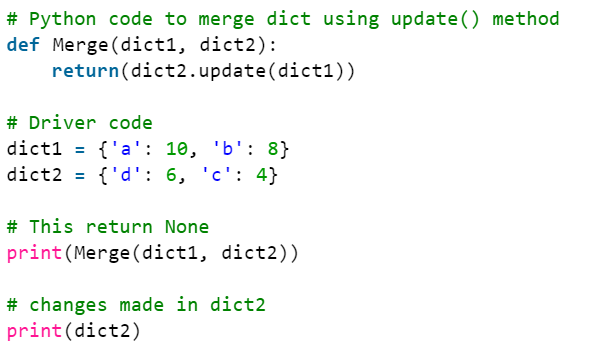 # Python code to merge dict using update() method
def Merge(dict1, dict2):
    return(dict2.update(dict1))

# Driver code
dict1 = {'a': 10, 'b': 8}
dict2 = {'d': 6, 'c': 4}

# This return None
print(Merge(dict1, dict2))

# changes made in dict2
print(dict2)